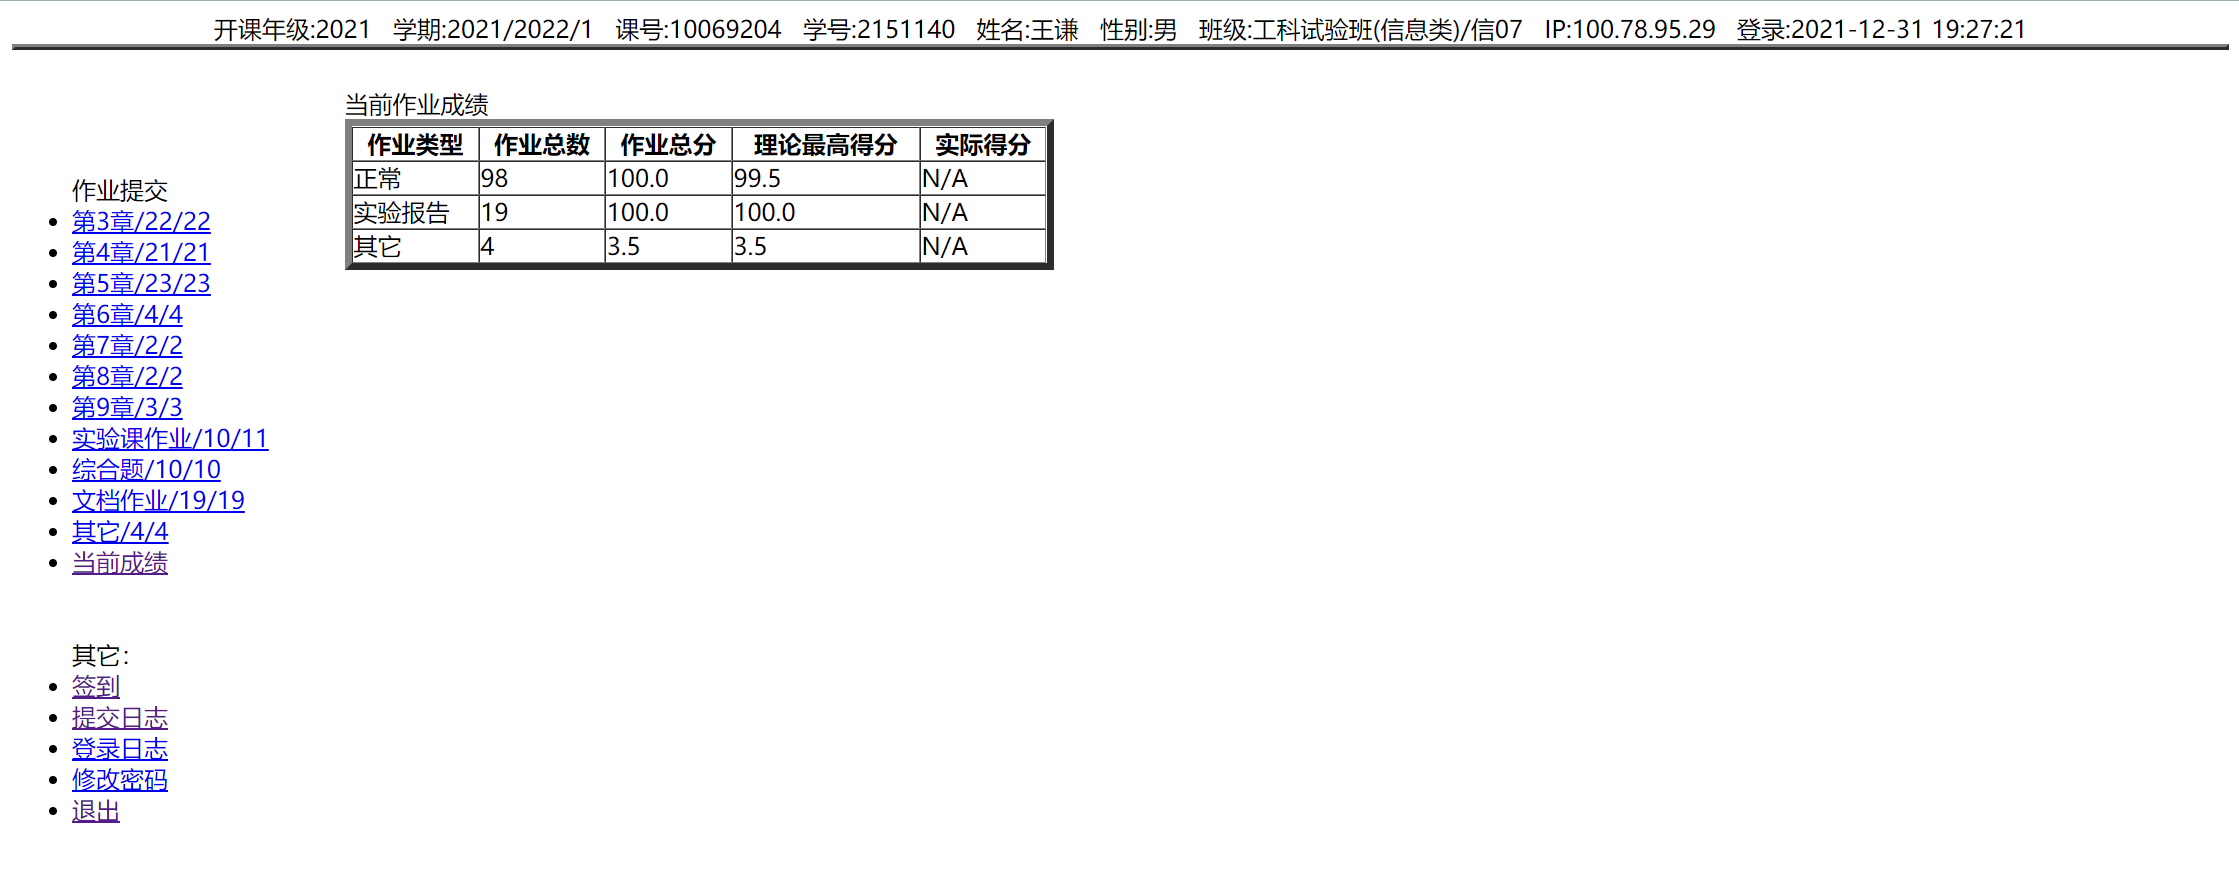 开课年级:2021 学期:2021/2022/1 课号:10069204 学号:2151140 姓名:王谦 性别:男 班级:工科试验班(信息类)/信07 IP:100.78.95.29 登录:2021-12-31 19:27:21
作业提交
第3章/22/22
第4章/21/21
第5章/23/23
第6章/4/4
第7章/2/2
第8章/2/2
第9章/3/3
实验课作业/10/11
综合题/10/10
文档作业/19/19
其它/4/4
当前成绩
其它:
签到
提交日志
登录日志
修改密码
退出
当前作业成绩
作业类型 作业总数 作业总分 理论最高得分 实际得分
正常 98 100.0 99.5 N/A
实验报告 19 100.0 100.0 N/A
其它 4 3.5 3.5 N/A